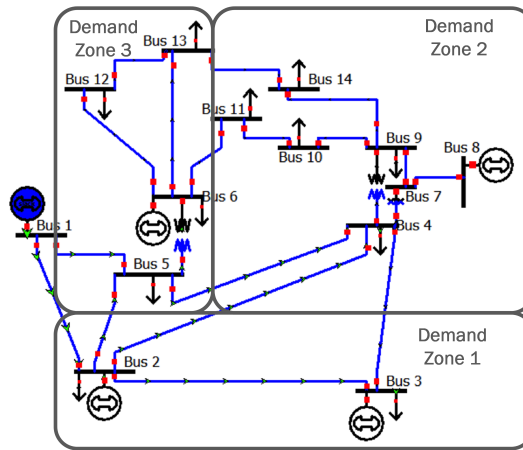 Demand
Zone 3
Bus 13
Demand
Zone 2
Bus 12
Bus 14
Bus 11
Bus 9
Bus 8
Bus 10
Bus 7
Bus 6
Bus 1
Bus 4
Bus 5
Demand
Zone 1
Bus 2
Bus 3